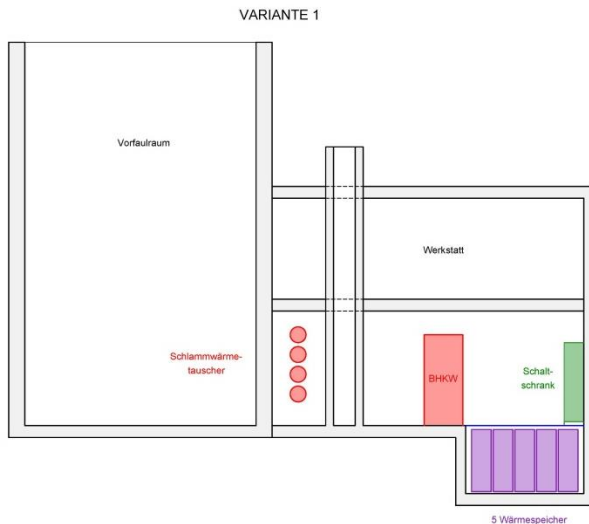 VARIANTE 1
Vorfaulraum
Werkstatt
Schlammwärme-
tauscher
BHKW
Schalt-
schrank
5 Wärmespeicher